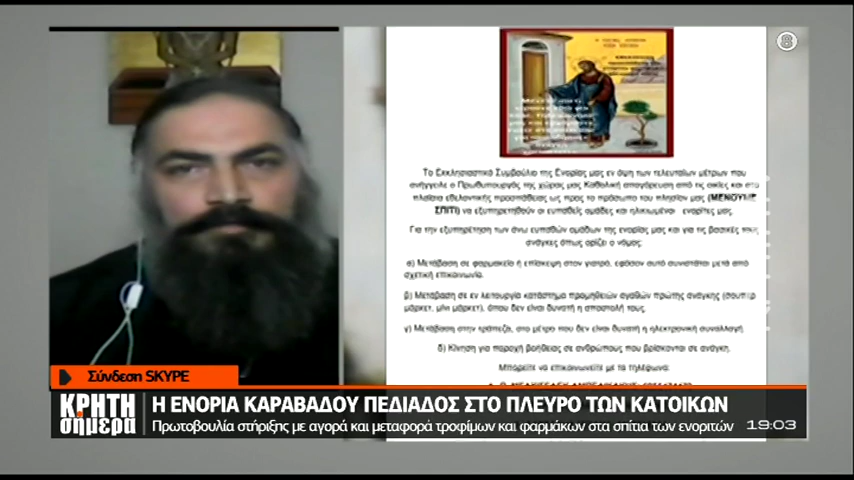 Το Εκκλησιαστικό Συμβούλιο της Ενορίας μας εν όψη των τελευταίων μέτρων που
ανήγγειλε ο Πρωθυπουργός της χώρας μας Καθολική απαγόρευση από τις οικίες και στα
πλαίσια εθελοντικής προσπάθειας ως προς το πρόσωπο του πλησίον μας (ΜΕΝΟΥΜΕ
ΣΠΙΤΙ) να εξυπηρετηθούν οι ευπαθείς ομάδες και ηλικιωμένοι ενορίτες μας.
Για την εξυπηρέτηση των άνω ευπαθών ομάδων της ενορίας μας και για τις βασικές τους
ανάγκες όπως ορίζει ο νόμος:
α) Μετάβαση σε φαρμακείο ή επίσκεψη στον γιατρό, εφόσον αυτό συνιστάται μετά από
σχετική επικοινωνία.
β) Μετάβαση σε εν λειτουργία κατάστημα προμηθειών αγαθών πρώτης ανάγκης (σουπερ
μάρκετ, μίνι μάρκετ), όπου δεν είναι δυνατή η αποστολή τους.
γ) Μετάβαση στην τράπεζα, στο μέτρο που δεν είναι δυνατή η ηλεκτρονική συναλλαγή.
δ) Κίνηση για παροχή βοήθειας σε ανθρώπους που βρίσκονται σε ανάγκη.
Μπορείτε να επικοινωνείτε με τα τηλέφωνα:
Σύνδεση SKYPE
ΚΡΗΤΗ
σήμερα
Η ΕΝΟΡΙΑ ΚΑΡΑΒΑΔΟΥ ΠΕΔΙΑΔΟΣ ΣΤΟ ΠΛΕΥΡΟ ΤΩΝ ΚΑΤΟΙΚΩΝ
Πρωτοβουλία στήριξης με αγορά και μεταφορά τροφίμων και φαρμάκων στα σπίτια των ενοριτών
19:03